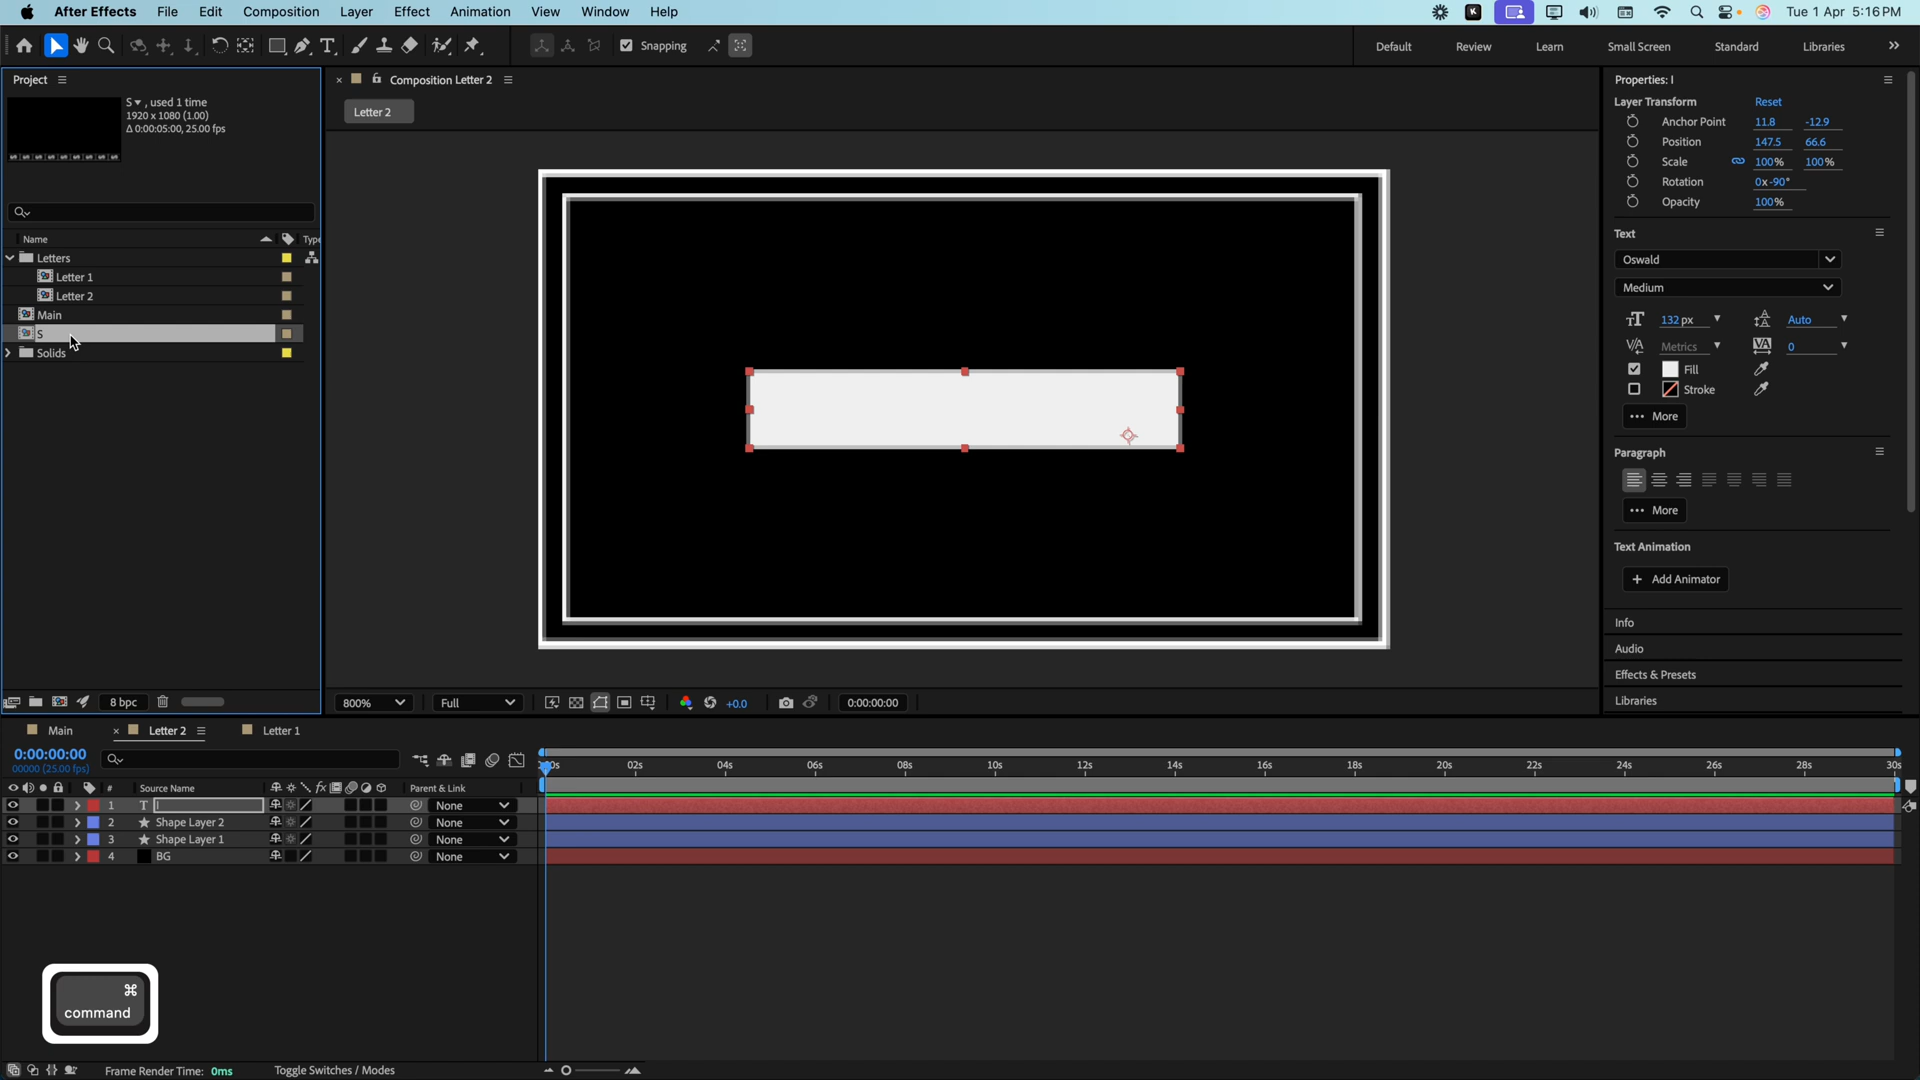 After Effects File Edit Composition Layer Effect Animation View Window Help Tue 1 Apr 5:16 PM
Snapping Default Review Learn Small Screen Standard Libraries
Project
S , used 1 time
1920 x 1080 (1.00)
Δ 0:00:05:00, 25.00 fps
Name Type
Letters
Letter 1
Letter 2
Main
S
Solids
8 bpc
Composition Letter 2
Letter 2
800% Full +0.0 0:00:00:00
Properties: I
Layer Transform Reset
Anchor Point 11.8 -12.9
Position 147.5 66.6
Scale 100% 100%
Rotation 0x-90°
Opacity 100%
Text
Oswald
Medium
132 px Auto
Metrics 0
Fill
Stroke
More
Paragraph
More
Text Animation
Add Animator
Info
Audio
Effects & Presets
Libraries
Main Letter 2 Letter 1
0:00:00:00
00000 (25.00 fps)
:00s 02s 04s 06s 08s 10s 12s 14s 16s 18s 20s 22s 24s 26s 28s 30s
# Source Name fx Parent & Link
1 T I None
2 Shape Layer 2 None
3 Shape Layer 1 None
4 BG None
⌘
command
Frame Render Time: 0ms Toggle Switches / Modes